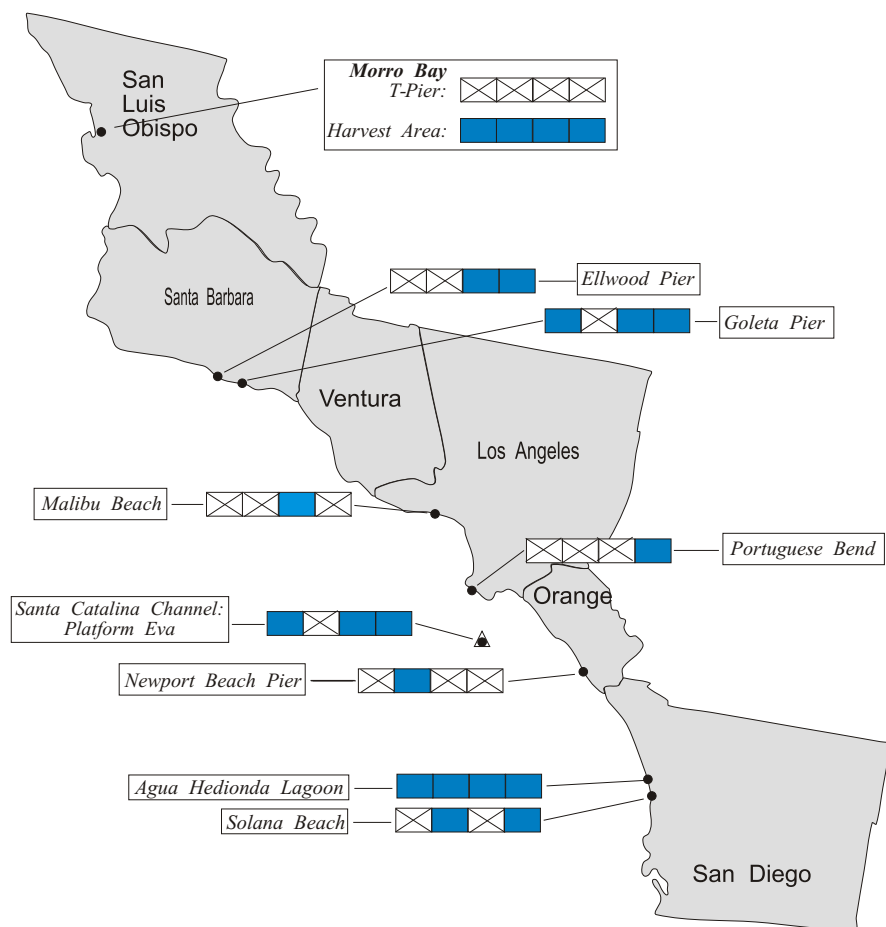 San
Luis
Obispo
Morro Bay
T-Pier:
Harvest Area:
Santa Barbara
Ellwood Pier
Goleta Pier
Ventura
Los Angeles
Malibu Beach
Portuguese Bend
Orange
Santa Catalina Channel:
Platform Eva
Newport Beach Pier
Agua Hedionda Lagoon
Solana Beach
San Diego